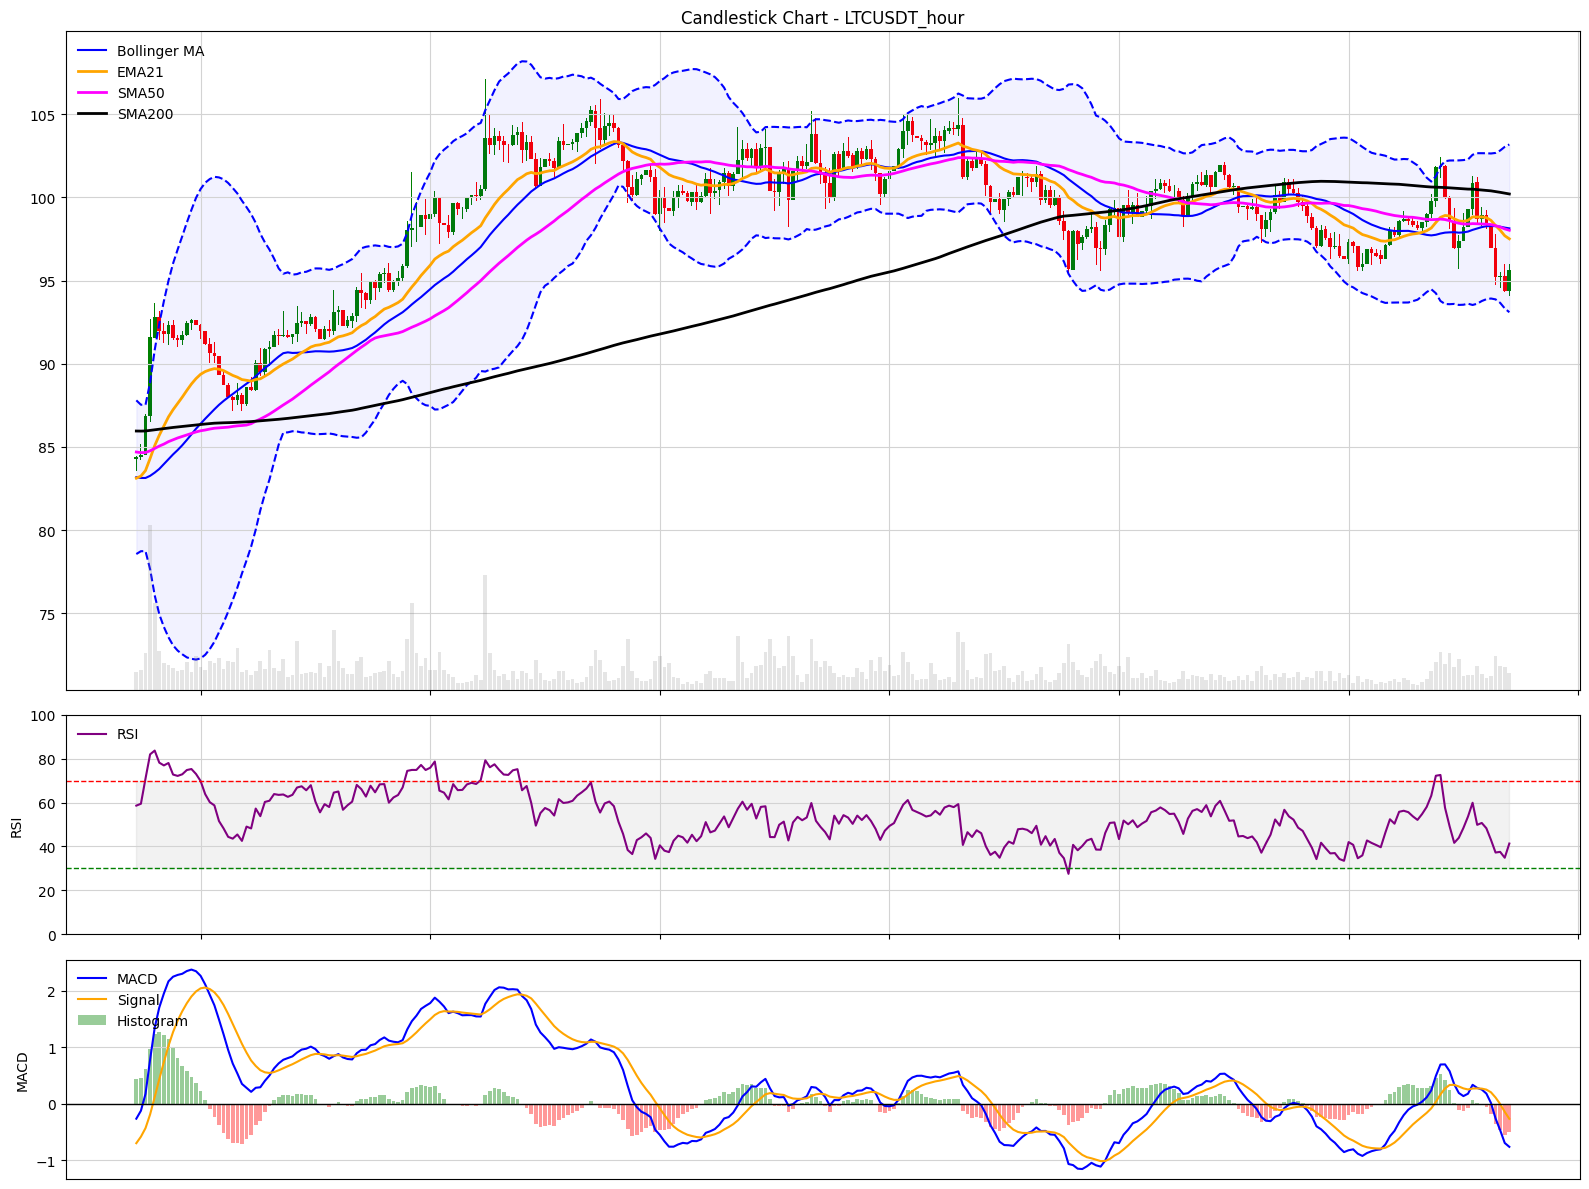 Candlestick Chart - LTCUSDT_hour
Bollinger MA
EMA21
SMA50
SMA200
105
100
95
90
85
80
75
RSI
RSI
100
80
60
40
20
0
MACD
Signal
Histogram
MACD
2
1
0
−1